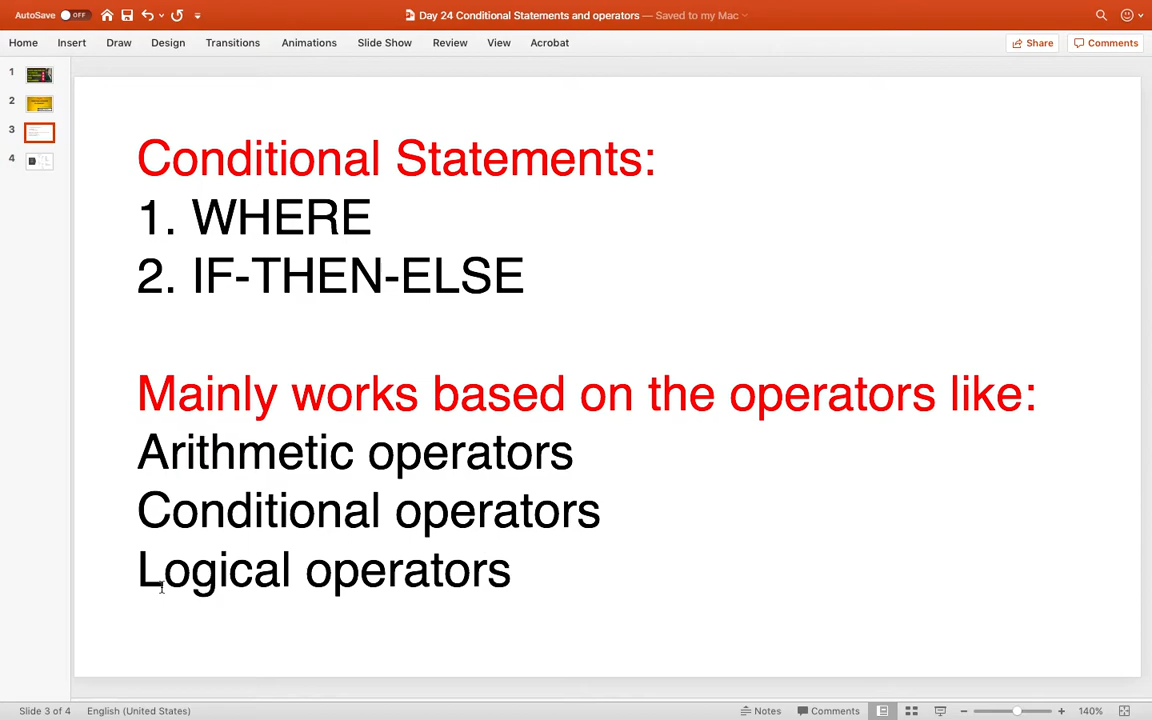 AutoSave OFF
Day 24 Conditional Statements and operators — Saved to my Mac
Home Insert Draw Design Transitions Animations Slide Show Review View Acrobat Share Comments
1
2
3
4
Conditional Statements:
1. WHERE
2. IF-THEN-ELSE
Mainly works based on the operators like:
Arithmetic operators
Conditional operators
Logical operators
Slide 3 of 4 English (United States) Notes Comments 140%